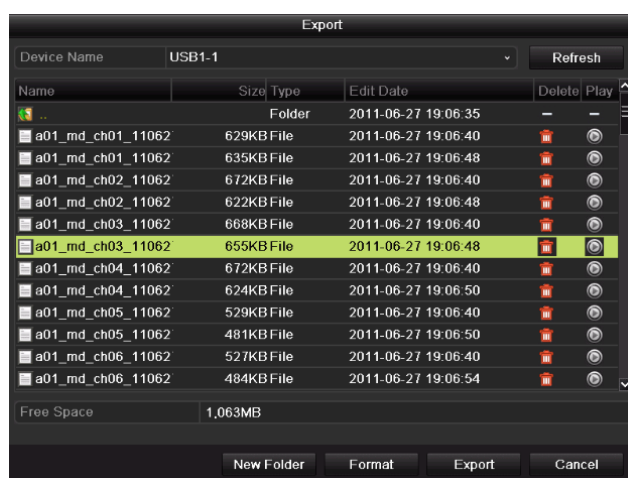 Export
Device Name USB1-1 Refresh
Name Size Type Edit Date Delete Play
.. Folder 2011-06-27 19:06:35 – –
a01_md_ch01_11062 629KB File 2011-06-27 19:06:40
a01_md_ch01_11062 635KB File 2011-06-27 19:06:48
a01_md_ch02_11062 672KB File 2011-06-27 19:06:40
a01_md_ch02_11062 622KB File 2011-06-27 19:06:48
a01_md_ch03_11062 668KB File 2011-06-27 19:06:40
a01_md_ch03_11062 655KB File 2011-06-27 19:06:48
a01_md_ch04_11062 672KB File 2011-06-27 19:06:40
a01_md_ch04_11062 624KB File 2011-06-27 19:06:50
a01_md_ch05_11062 529KB File 2011-06-27 19:06:40
a01_md_ch05_11062 481KB File 2011-06-27 19:06:50
a01_md_ch06_11062 527KB File 2011-06-27 19:06:40
a01_md_ch06_11062 484KB File 2011-06-27 19:06:54
Free Space 1,063MB
New Folder Format Export Cancel